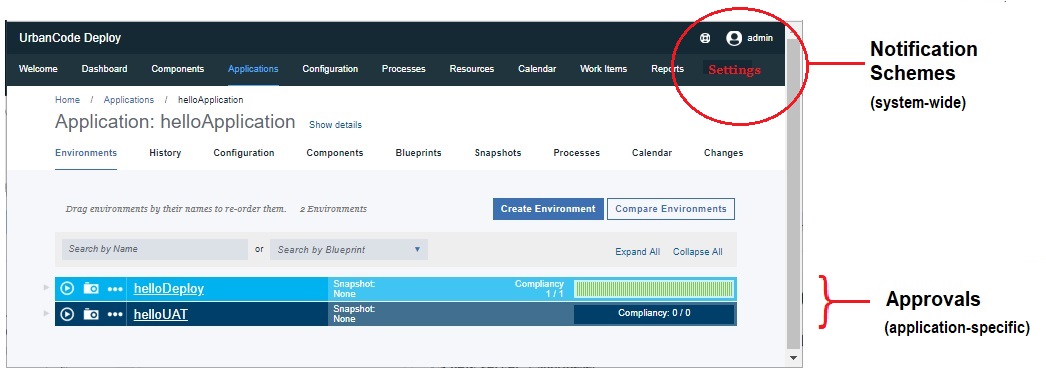 UrbanCode Deploy
admin
Welcome Dashboard Components Applications Configuration Processes Resources Calendar Work Items Reports Settings
Home / Applications / helloApplication
Application: helloApplication Show details
Environments History Configuration Components Blueprints Snapshots Processes Calendar Changes
Drag environments by their names to re-order them. 2 Environments
Create Environment Compare Environments
Search by Name or Search by Blueprint
Expand All Collapse All
helloDeploy
Snapshot:
None
Compliancy
1 / 1
helloUAT
Snapshot:
None
Compliancy: 0 / 0
Notification
Schemes
(system-wide)
Approvals
(application-specific)